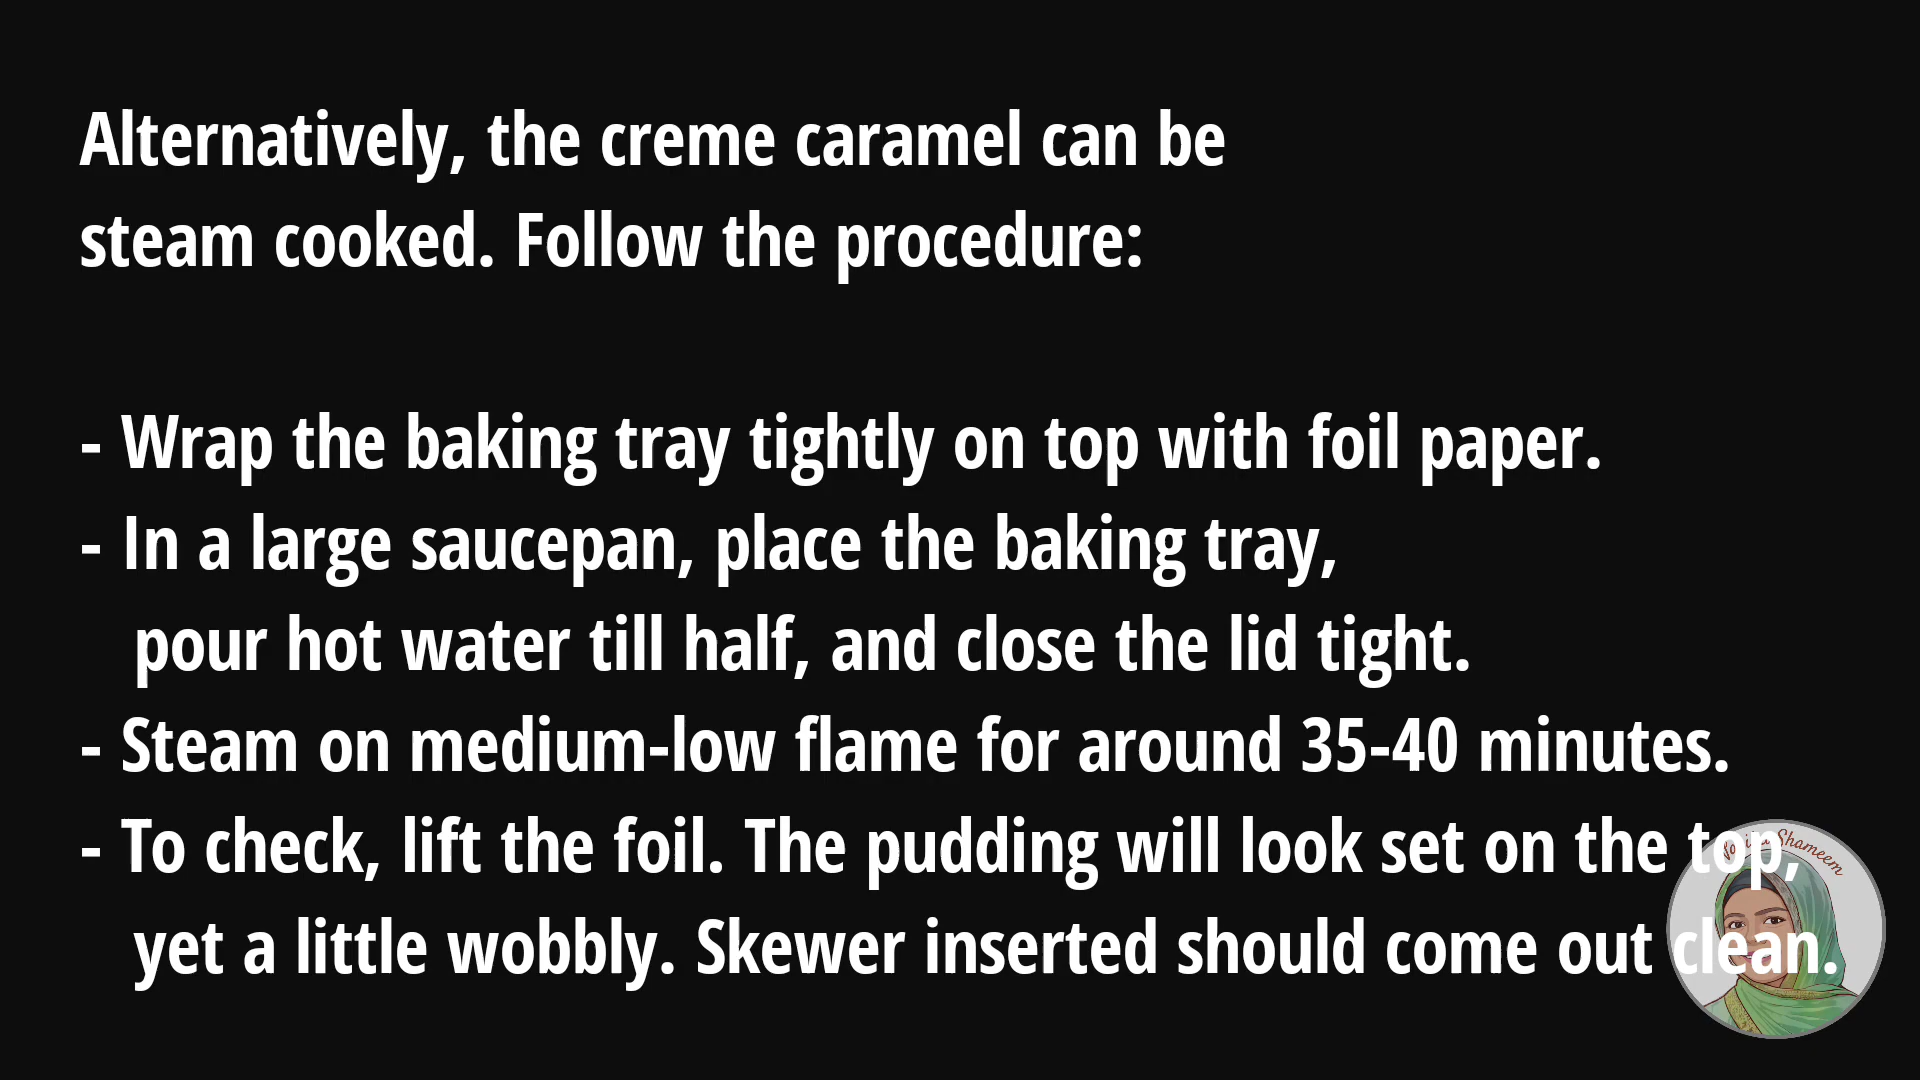 Alternatively, the creme caramel can be
steam cooked. Follow the procedure:
- Wrap the baking tray tightly on top with foil paper.
- In a large saucepan, place the baking tray,
pour hot water till half, and close the lid tight.
- Steam on medium-low flame for around 35-40 minutes.
- To check, lift the foil. The pudding will look set on the top,
yet a little wobbly. Skewer inserted should come out clean.
Shameem